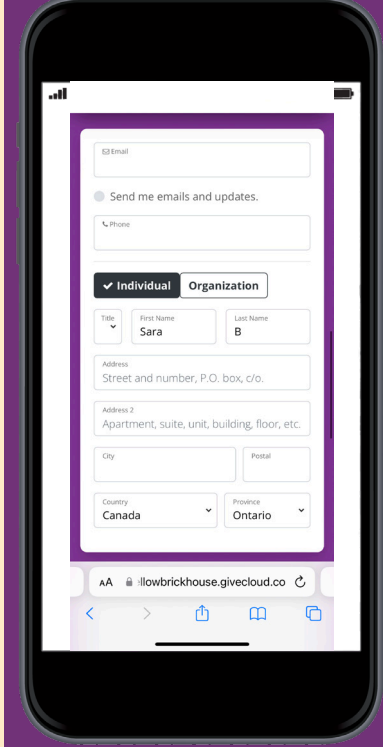 Email
Send me emails and updates.
Phone
Individual Organization
Title First Name Last Name
Sara B
Address
Street and number, P.O. box, c/o.
Address 2
Apartment, suite, unit, building, floor, etc.
City Postal
Country Province
Canada Ontario
AA llowbrickhouse.givecloud.co